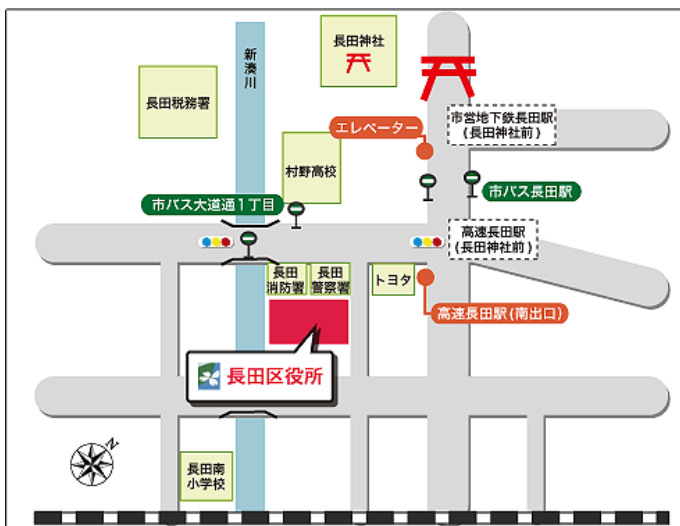 長田神社
新湊川
長田税務署
市営地下鉄長田駅
(長田神社前)
エレベーター
村野高校
市バス大道通1丁目
市バス長田駅
高速長田駅
(長田神社前)
長田
消防署
長田
警察署
トヨタ
高速長田駅(南出口)
長田区役所
N
長田南
小学校